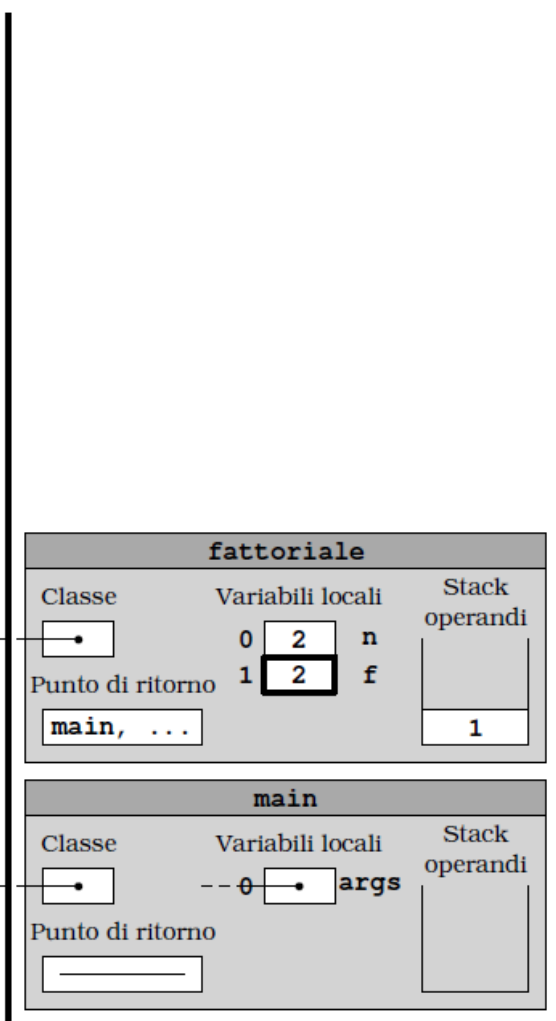 fattoriale
Classe
Variabili locali
Stack
operandi
0 2 n
1 2 f
Punto di ritorno
main, ...
1
main
Classe
Variabili locali
Stack
operandi
0 args
Punto di ritorno